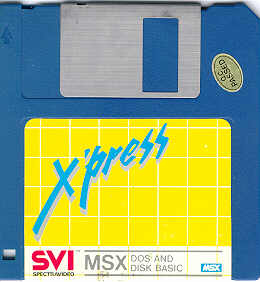 Q.C.
PASSED
X'press
SVI MSX DOS AND
SPECTRAVIDEO DISK BASIC MSX